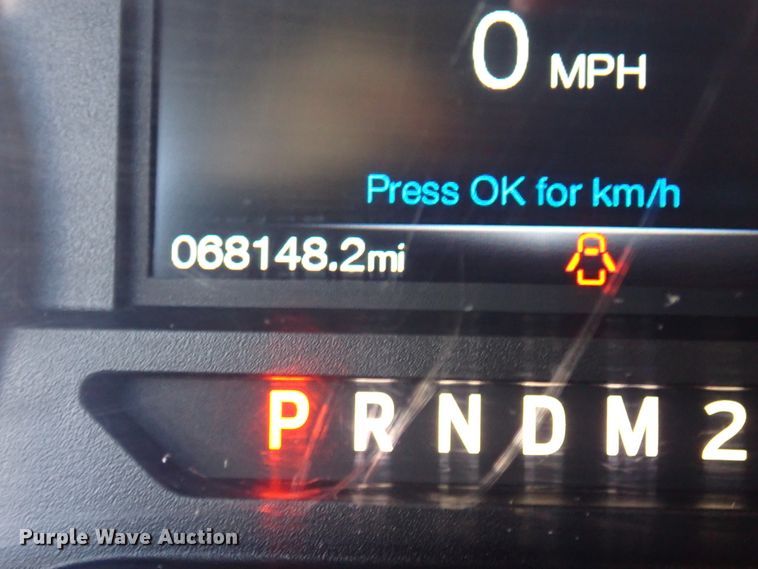 0 MPH
Press OK for km/h
068148.2mi
P R N D M 2
Purple Wave Auction